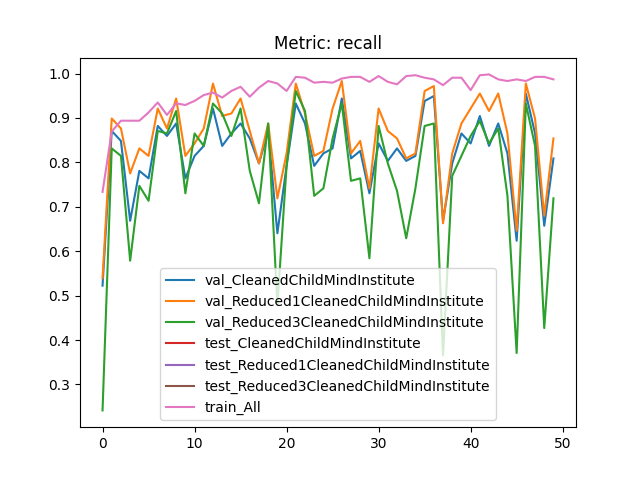 Metric: recall
1.0
0.9
0.8
0.7
0.6
0.5
0.4
0.3
val_CleanedChildMindInstitute
val_Reduced1CleanedChildMindInstitute
val_Reduced3CleanedChildMindInstitute
test_CleanedChildMindInstitute
test_Reduced1CleanedChildMindInstitute
test_Reduced3CleanedChildMindInstitute
train_All
0 10 20 30 40 50